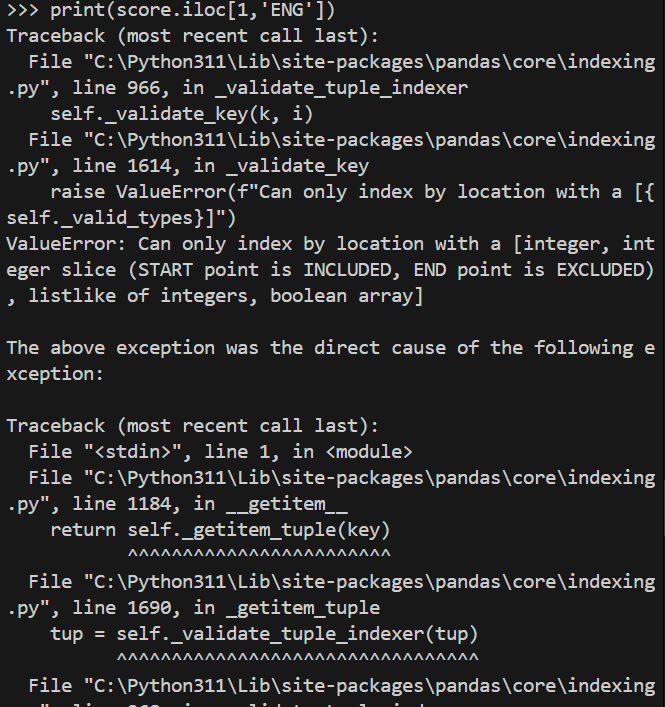 >>> print(score.iloc[1,'ENG'])
Traceback (most recent call last):
  File "C:\Python311\Lib\site-packages\pandas\core\indexing
.py", line 966, in _validate_tuple_indexer
    self._validate_key(k, i)
  File "C:\Python311\Lib\site-packages\pandas\core\indexing
.py", line 1614, in _validate_key
    raise ValueError(f"Can only index by location with a [{
self._valid_types}]")
ValueError: Can only index by location with a [integer, int
eger slice (START point is INCLUDED, END point is EXCLUDED)
, listlike of integers, boolean array]

The above exception was the direct cause of the following e
xception:

Traceback (most recent call last):
  File "<stdin>", line 1, in <module>
  File "C:\Python311\Lib\site-packages\pandas\core\indexing
.py", line 1184, in __getitem__
    return self._getitem_tuple(key)
           ^^^^^^^^^^^^^^^^^^^^^^^^
  File "C:\Python311\Lib\site-packages\pandas\core\indexing
.py", line 1690, in _getitem_tuple
    tup = self._validate_tuple_indexer(tup)
          ^^^^^^^^^^^^^^^^^^^^^^^^^^^^^^^^^
  File "C:\Python311\Lib\site-packages\pandas\core\indexing